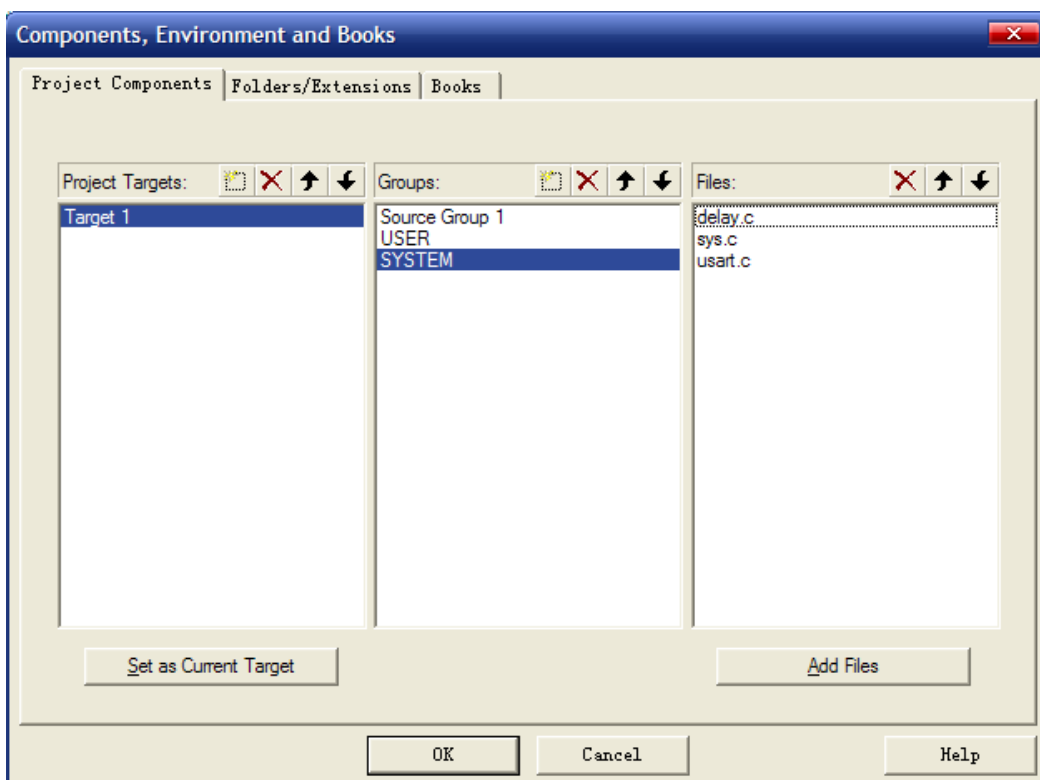 Components, Environment and Books
Project Components Folders/Extensions Books
Project Targets: Groups: Files:
Target 1 Source Group 1 delay.c
USER sys.c
SYSTEM usart.c
Set as Current Target Add Files
OK Cancel Help